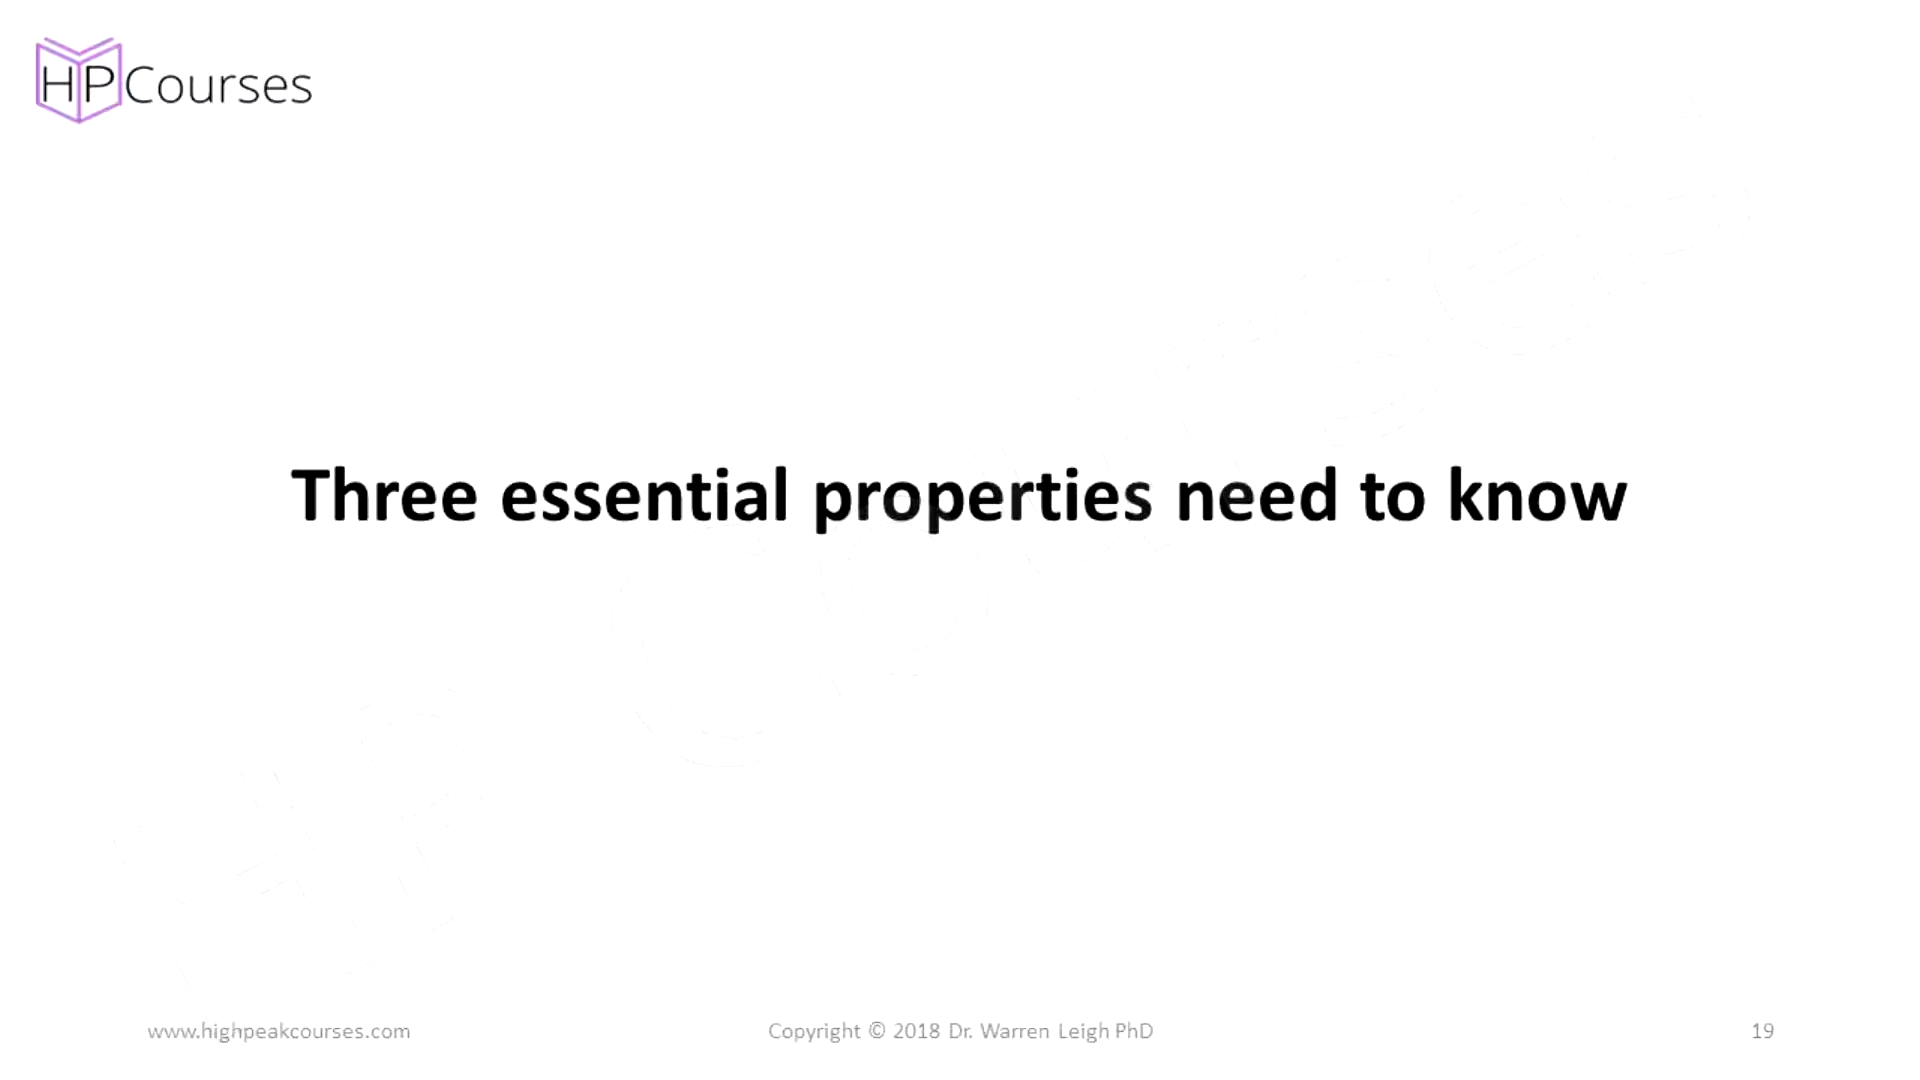 HPCourses
Three essential properties need to know
www.highpeakcourses.com
Copyright © 2018 Dr. Warren Leigh PhD
19